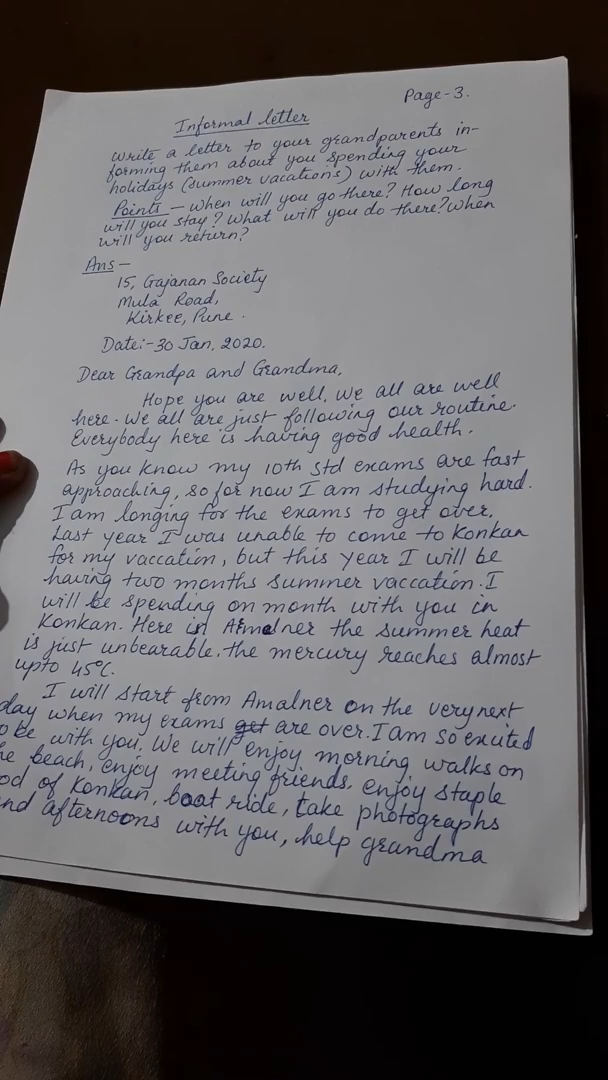 Page-3.
Informal letter
Write a letter to your grandparents in-
forming them about you spending your
holidays (summer vacations) with them.
Points - When will you go there? How long
will you stay? What will you do there? When
will you return?
Ans -
15, Gajanan Society
Mula Road,
Kirkee, Pune.
Date:- 30 Jan, 2020.
Dear Grandpa and Grandma,
Hope you are well. We all are well
here. We all are just following our routine.
Everybody here is having good health.
As you know my 10th std exams are fast
approaching, so for now I am studying hard.
I am longing for the exams to get over.
Last year I was unable to come to Konkan
for my vaccation, but this year I will be
having two months summer vaccation. I
will be spending on month with you in
Konkan. Here in Amalner the summer heat
is just unbearable. the mercury reaches almost
upto 45°C.
I will start from Amalner on the very next
day when my exams get are over. I am so excited
to be with you. We will enjoy morning walks on
he beach, enjoy meeting friends, enjoy staple
od of Konkan, boat ride, take photographs
nd afternoons with you, help grandma